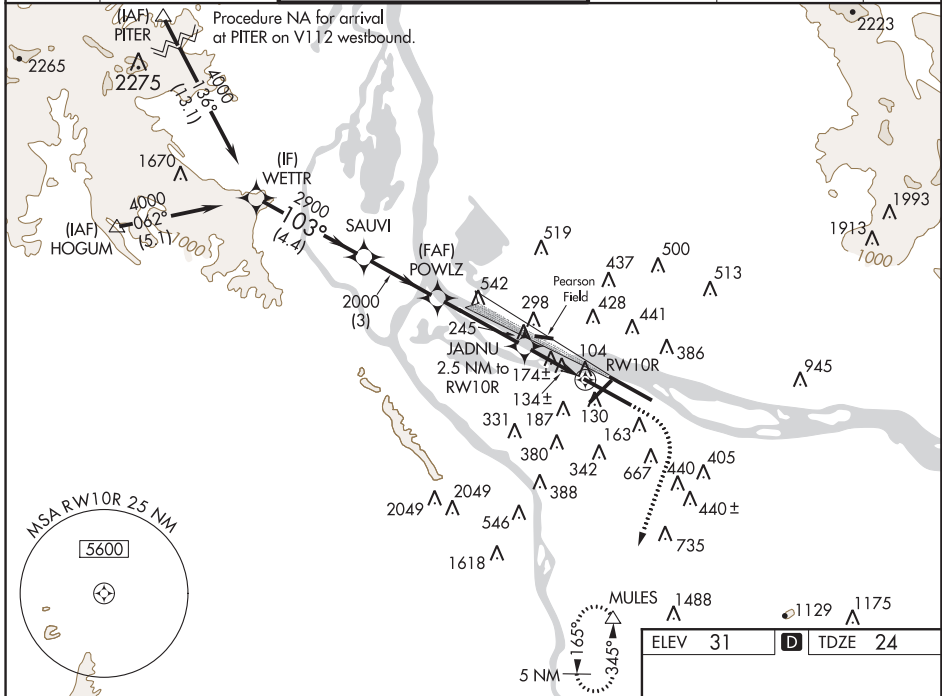 (IAF)
PITER
Procedure NA for arrival
at PITER on V112 westbound.
2223
2265
2275
4000
136°
(13.1)
1670
(IF)
WETTR
4000
062°
(5.1)
(IAF)
HOGUM
1000
2900
103°
(4.4)
SAUVI
1993
1913
1000
(FAF)
POWLZ
519
500
437
513
2000
(3)
542
Pearson
Field
298
428
441
245
JADNU
2.5 NM to
RW10R
104
RW10R
386
174±
134±
945
331
187
130
163
380
342
667
440
405
388
440±
2049
2049
546
735
1618
MSA RW10R 25 NM
5600
MULES
1488
1129
1175
165°
345°
5 NM
ELEV 31
D
TDZE 24